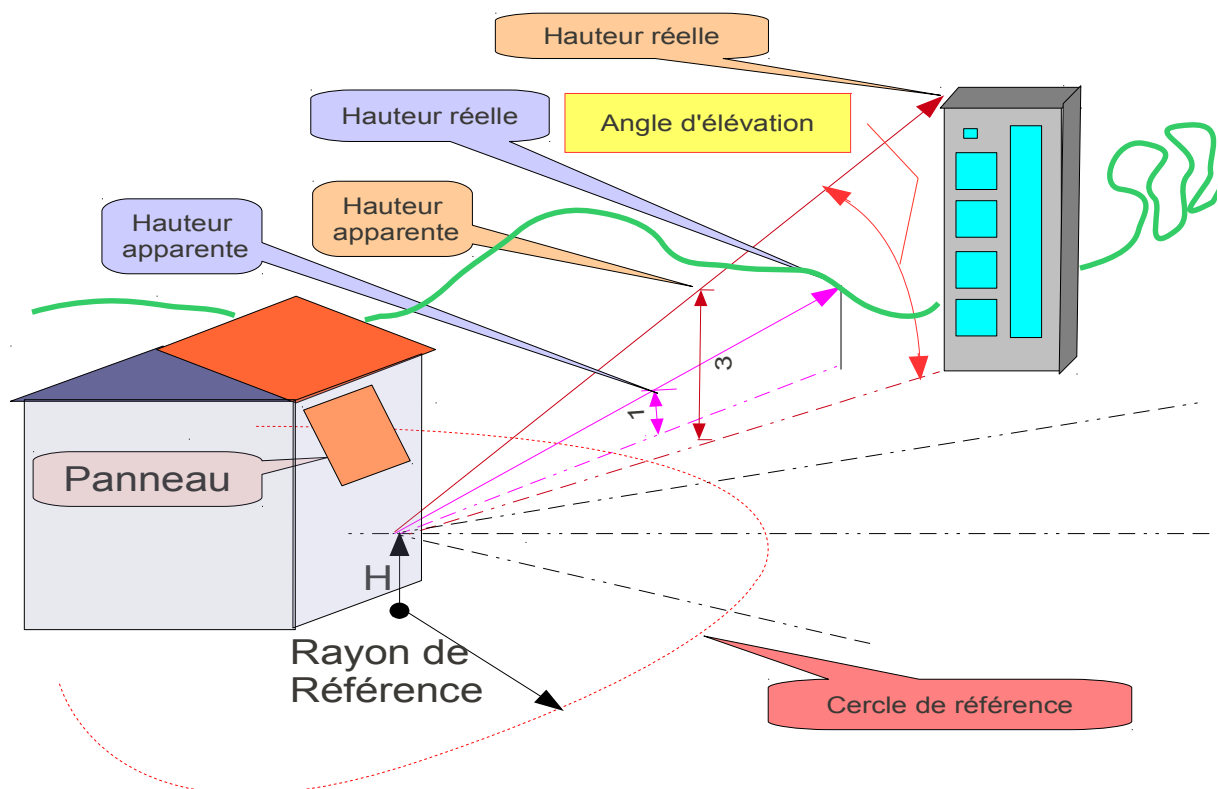 Hauteur réelle
Hauteur réelle
Angle d'élévation
Hauteur
apparente
Hauteur
apparente
3
1
Panneau
H
Rayon de
Référence
Cercle de référence